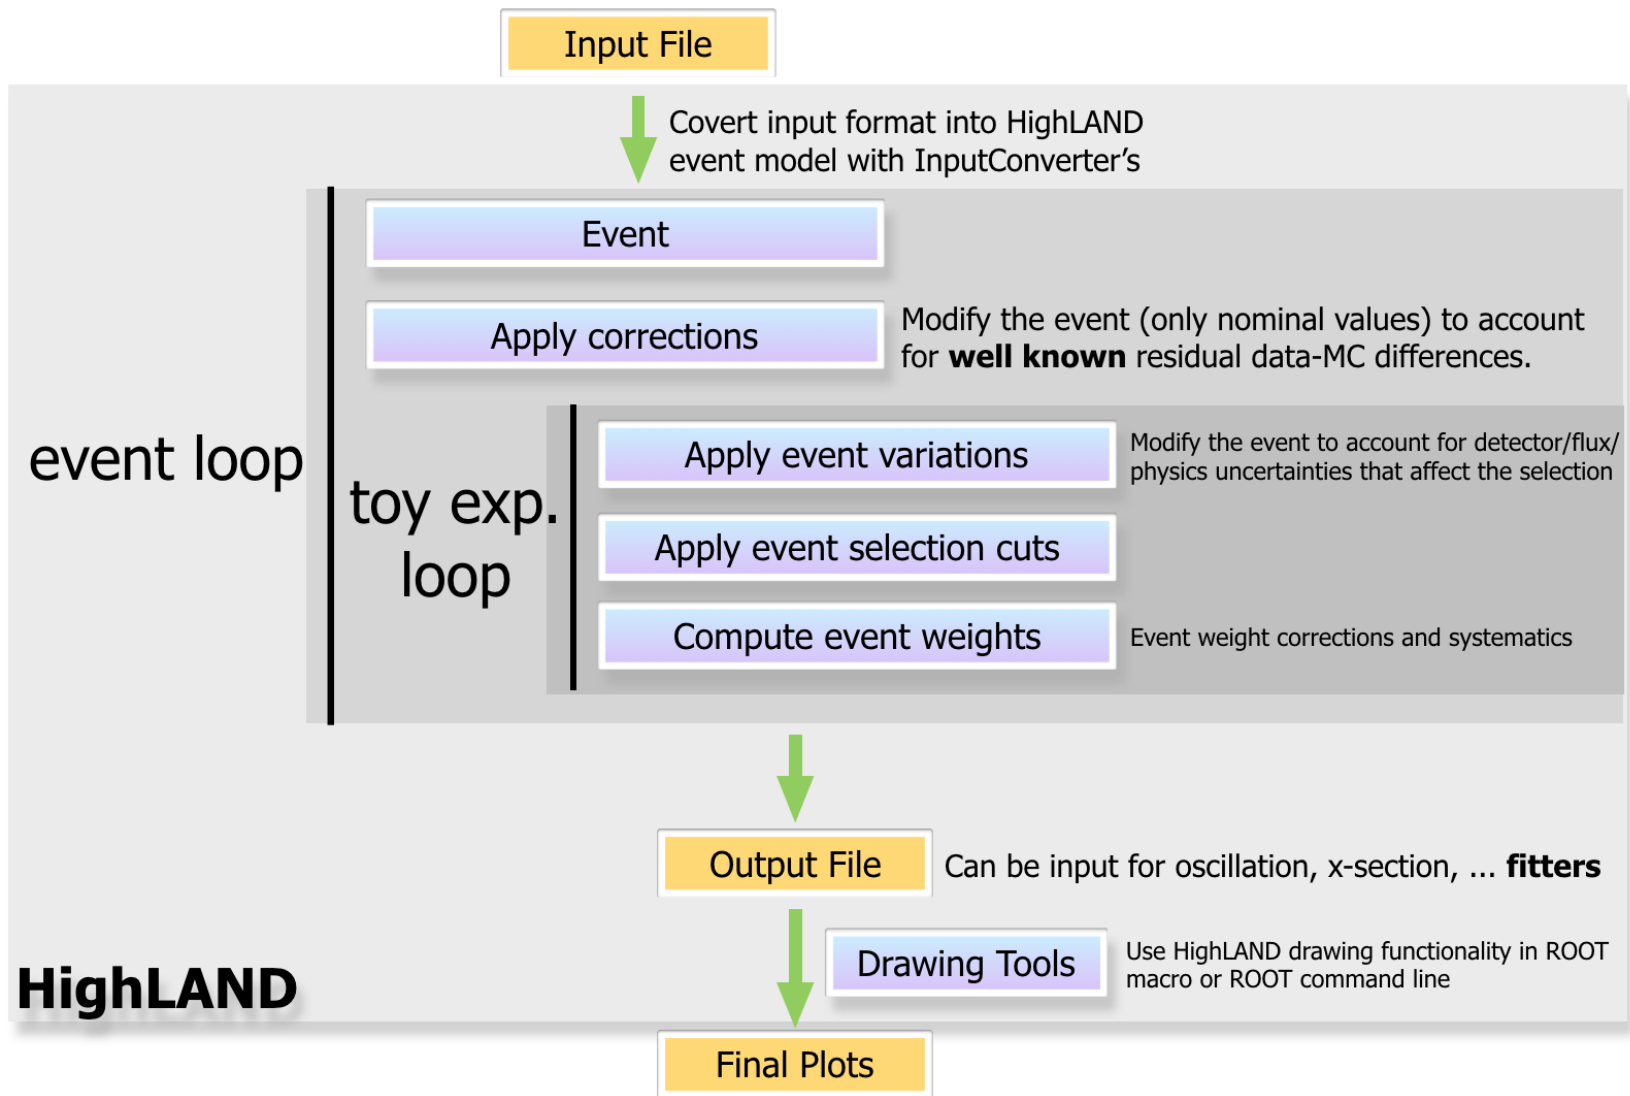 Input File
Covert input format into HighLAND
event model with InputConverter’s
Event
Apply corrections
Modify the event (only nominal values) to account
for well known residual data-MC differences.
event loop
toy exp.
loop
Apply event variations
Modify the event to account for detector/flux/
physics uncertainties that affect the selection
Apply event selection cuts
Compute event weights
Event weight corrections and systematics
Output File
Can be input for oscillation, x-section, ... fitters
Drawing Tools
Use HighLAND drawing functionality in ROOT
macro or ROOT command line
HighLAND
Final Plots